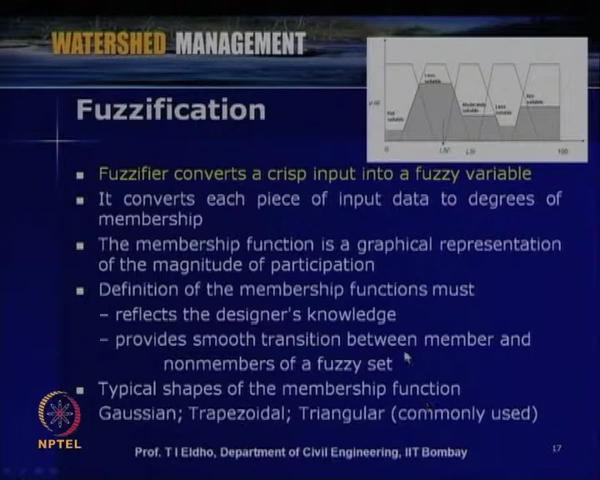 WATERSHED MANAGEMENT
Fuzzification
0
100
Fuzzifier converts a crisp input into a fuzzy variable
It converts each piece of input data to degrees of
membership
The membership function is a graphical representation
of the magnitude of participation
Definition of the membership functions must
– reflects the designer's knowledge
– provides smooth transition between member and
nonmembers of a fuzzy set
Typical shapes of the membership function
Gaussian; Trapezoidal; Triangular (commonly used)
NPTEL
Prof. T I Eldho, Department of Civil Engineering, IIT Bombay
17